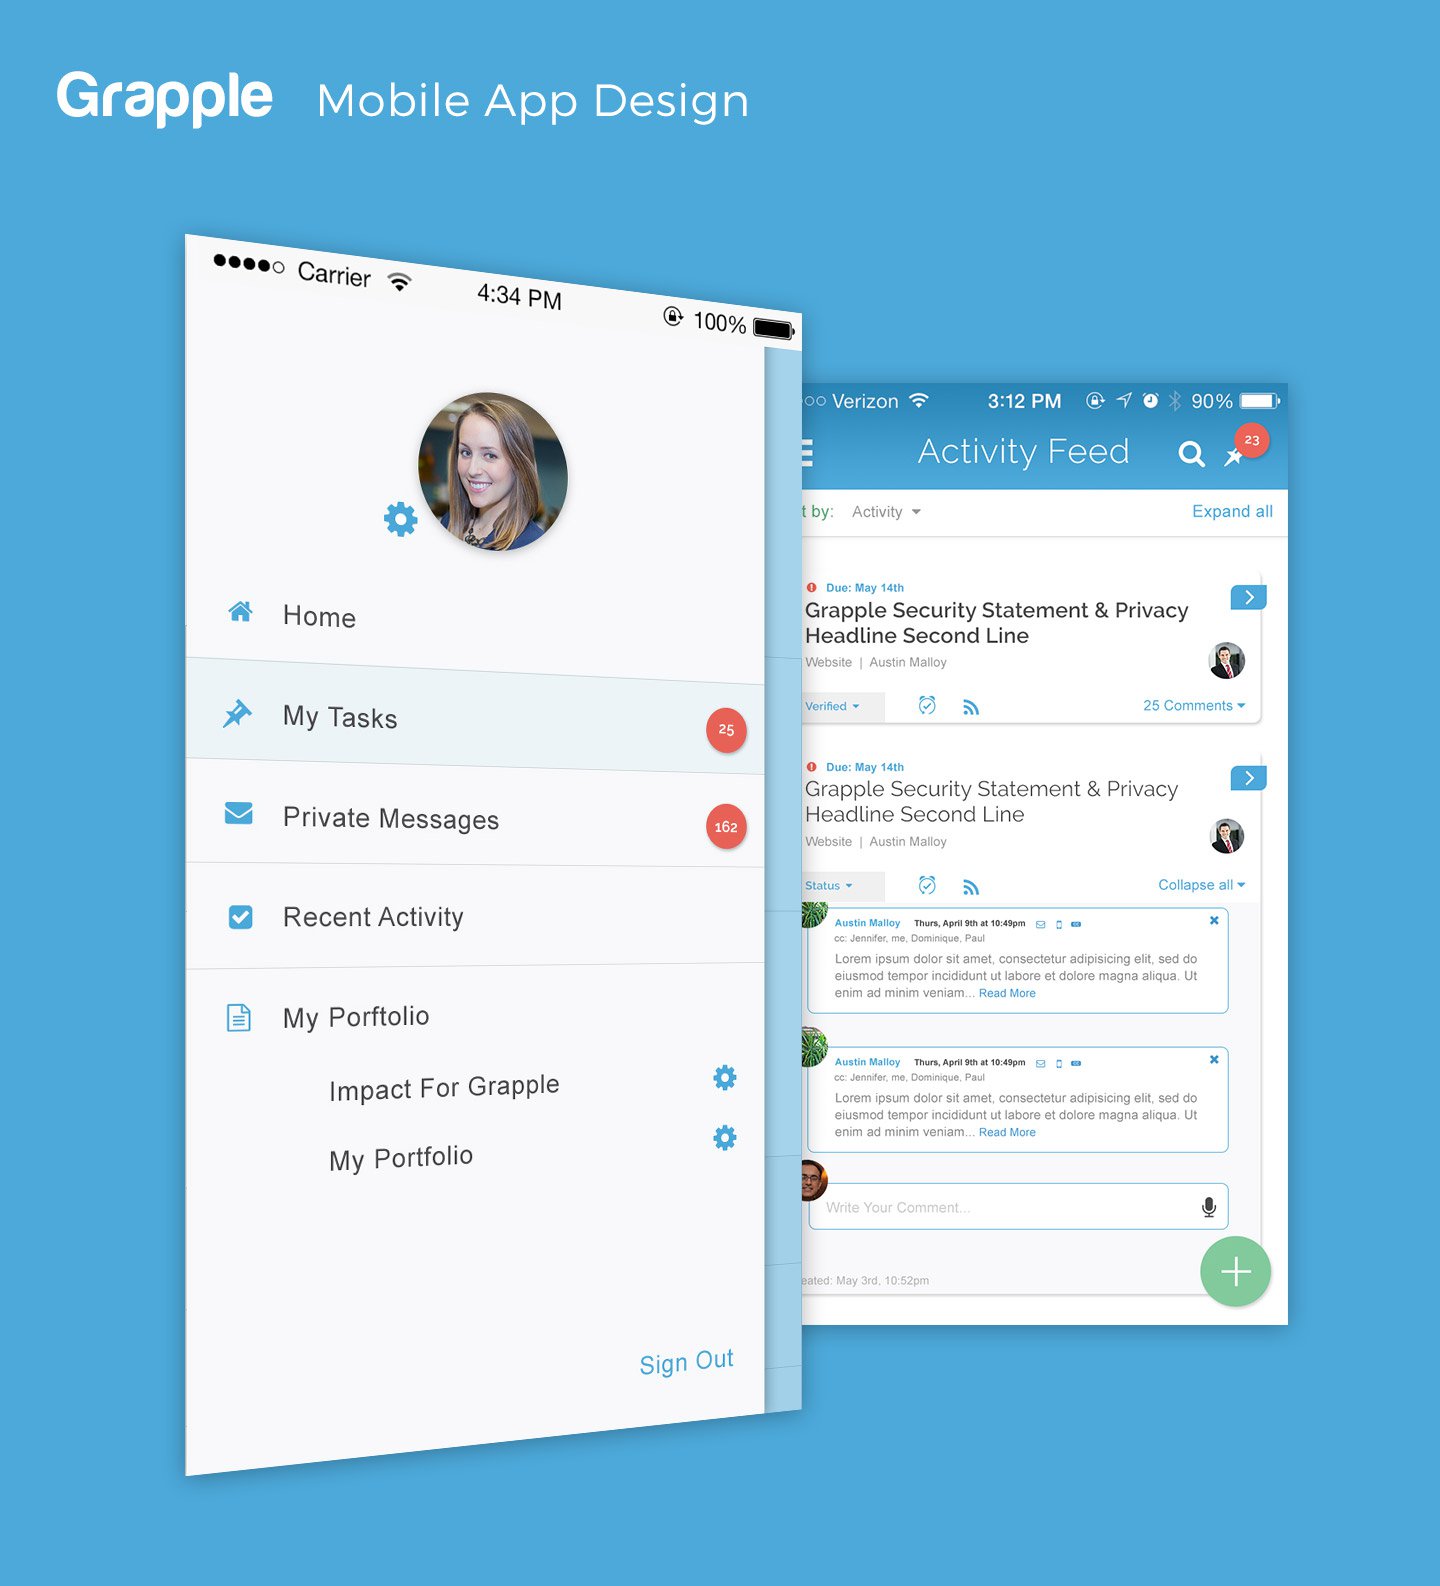 Grapple Mobile App Design
Carrier 4:34 PM 100%
Home
My Tasks 25
Private Messages 162
Recent Activity
My Porftolio
Impact For Grapple
My Portfolio
Sign Out
Verizon 3:12 PM 90%
Activity Feed 23
t by: Activity Expand all
Due: May 14th
Grapple Security Statement & Privacy
Headline Second Line
Website | Austin Malloy
Verified 25 Comments
Due: May 14th
Grapple Security Statement & Privacy
Headline Second Line
Website | Austin Malloy
Status Collapse all
Austin Malloy Thurs, April 9th at 10:49pm
cc: Jennifer, me, Dominique, Paul
Lorem ipsum dolor sit amet, consectetur adipisicing elit, sed do
eiusmod tempor incididunt ut labore et dolore magna aliqua. Ut
enim ad minim veniam... Read More
Austin Malloy Thurs, April 9th at 10:49pm
cc: Jennifer, me, Dominique, Paul
Lorem ipsum dolor sit amet, consectetur adipisicing elit, sed do
eiusmod tempor incididunt ut labore et dolore magna aliqua. Ut
enim ad minim veniam... Read More
Write Your Comment...
eated: May 3rd, 10:52pm